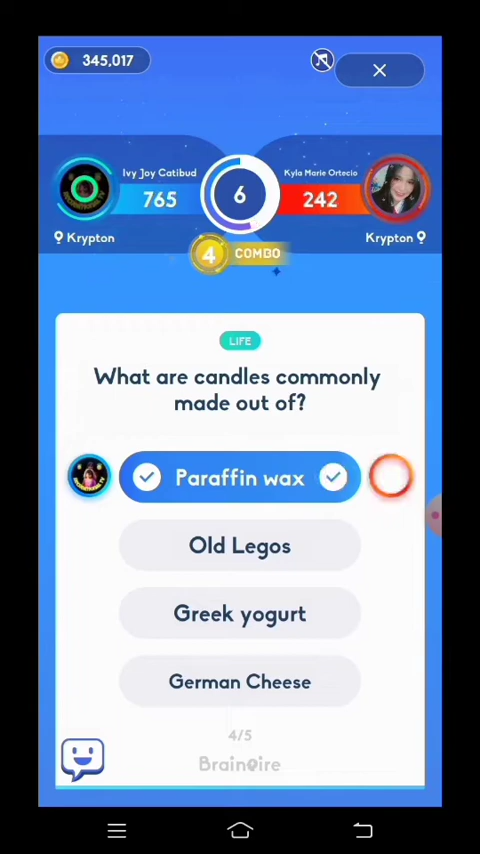 345,017
Ivy Joy Catibud
Kyla Marie Ortecio
765
6
242
Krypton
Krypton
4 COMBO
LIFE
What are candles commonly
made out of?
Paraffin wax
Old Legos
Greek yogurt
German Cheese
4/5